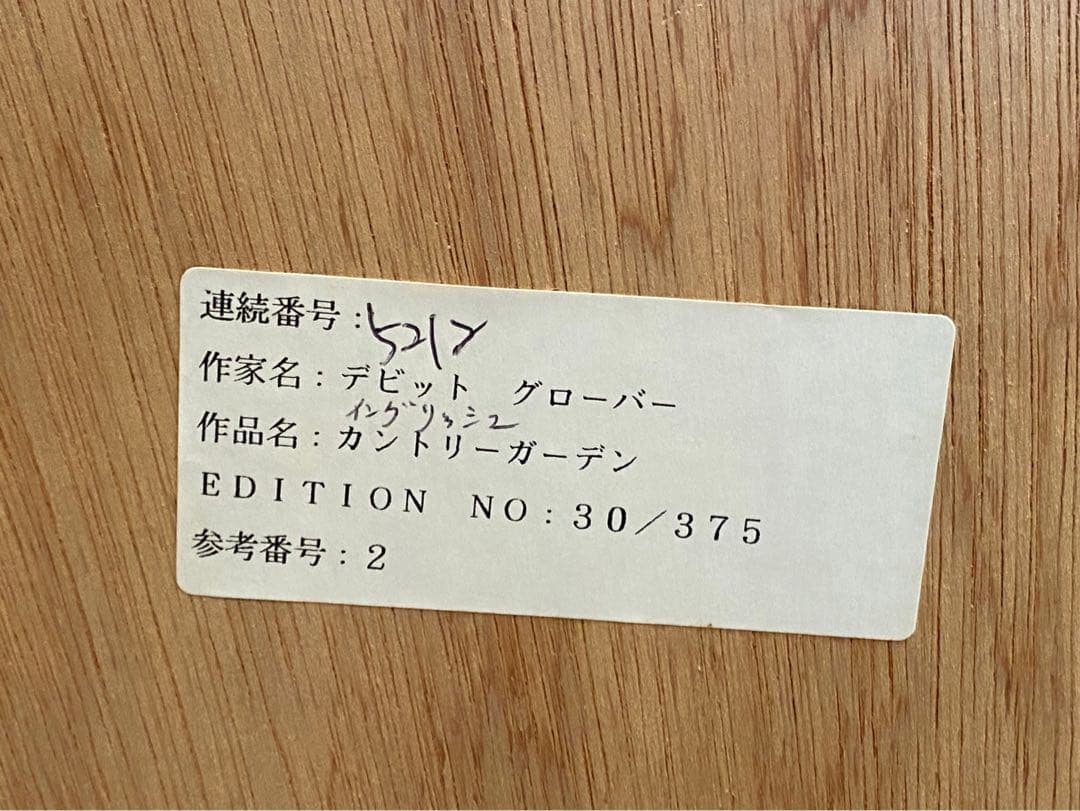 連続番号：5212
作家名：デビット　グローバー
イングリッシュ
作品名：カントリーガーデン
ＥＤＩＴＩＯＮ　ＮＯ：３０／３７５
参考番号：２